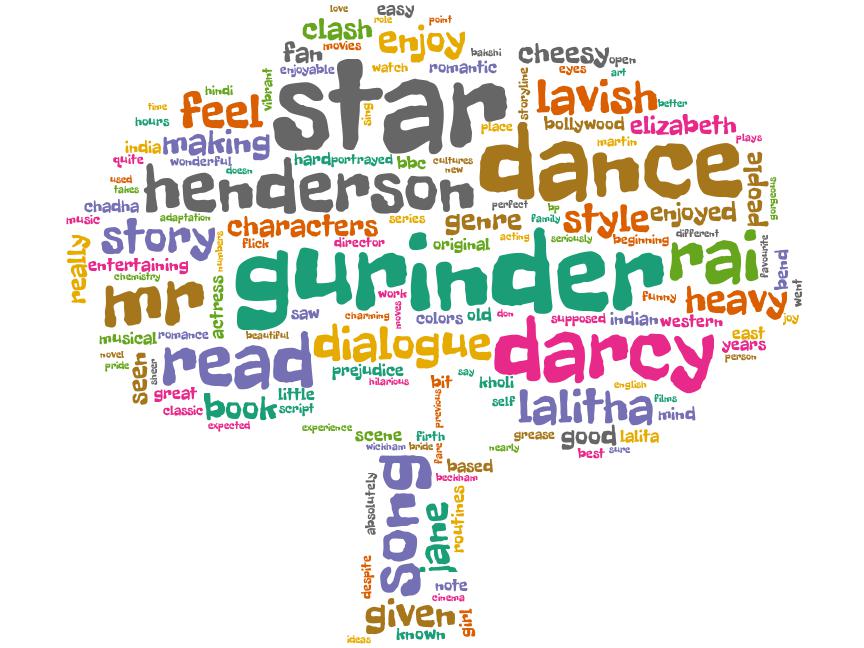 love
easy
role
point
clash
movies
enjoy
fan
bakshi
cheesy
open
enjoyable
watch
romantic
eyes
art
vibrant
star
storyline
hindi
lavish
better
time
feel
sing
hours
place
bollywood
elizabeth
plays
india
making
martin
quite
wonderful
hard
portrayed
bbc
cultures
dance
people
doesn
new
used
takes
henderson
gorgeous
chadha
perfect
bp
music
adaptation
series
genre
family
style
enjoyed
characters
story
numbers
flick
director
original
acting
seriously
beginning
different
really
entertaining
gurinder
rai
favourite
bend
chemistry
actress
mr
work
funny
heavy
went
joy
saw
charming
moves
colors
old
don
supposed
indian
western
musical
romance
beautiful
dialogue
darcy
east
years
person
novel
pride
seen
sheer
read
prejudice
hilarious
say
bit
kholi
english
great
little
classic
book
script
previous
self
lalitha
films
mind
expected
experience
scene
firth
grease
good
lalita
wickham
bride
fare
nearly
best
sure
song
based
beckham
absolutely
jane
routines
despite
note
cinema
given
girl
ideas
known